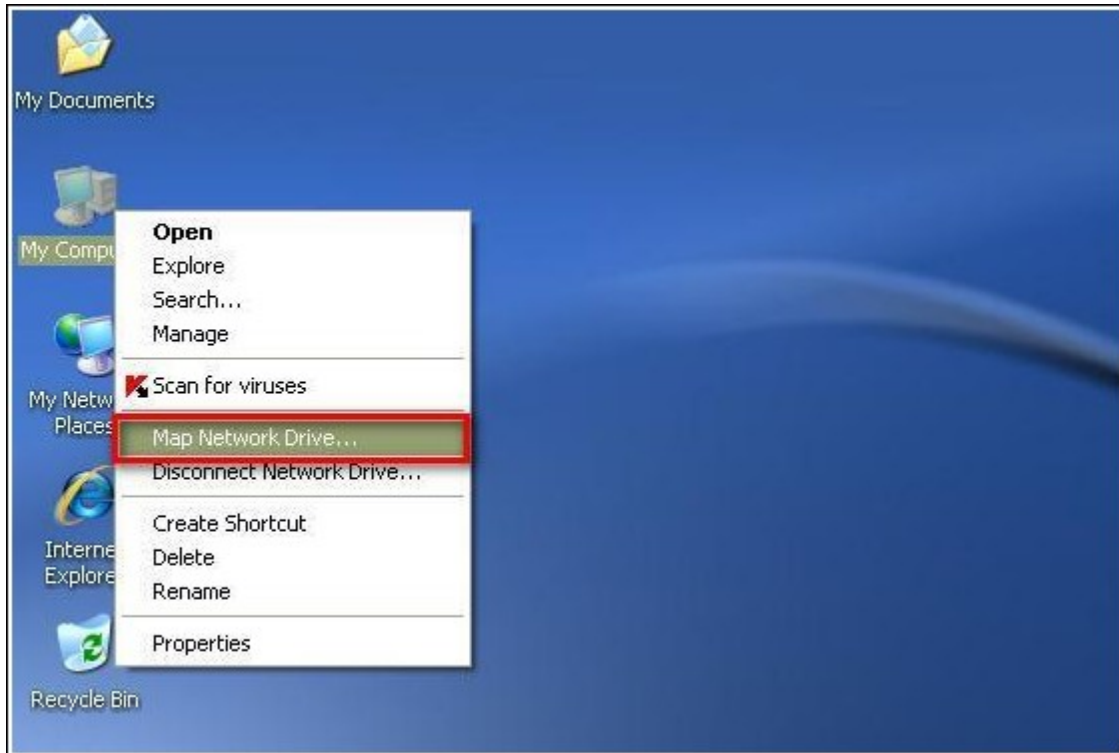 My Documents
My Compu
My Netw
Places
Interne
Explore
Recycle Bin
Open
Explore
Search...
Manage
Scan for viruses
Map Network Drive...
Disconnect Network Drive...
Create Shortcut
Delete
Rename
Properties